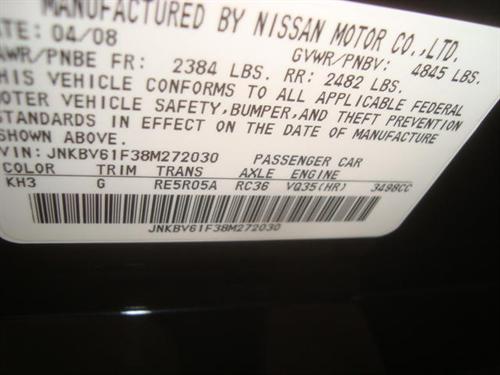 MANUFACTURED BY NISSAN MOTOR CO.,LTD.
DATE: 04/08 GVWR/PNBV: 4845 LBS.
GAWR/PNBE FR: 2384 LBS. RR: 2482 LBS.
THIS VEHICLE CONFORMS TO ALL APPLICABLE FEDERAL
MOTOR VEHICLE SAFETY, BUMPER, AND THEFT PREVENTION
STANDARDS IN EFFECT ON THE DATE OF MANUFACTURE
SHOWN ABOVE.
VIN: JNKBV61F38M272030 PASSENGER CAR
COLOR TRIM TRANS AXLE ENGINE
KH3 G RE5R05A RC36 VQ35(HR) 3498CC
JNKBV61F38M272030